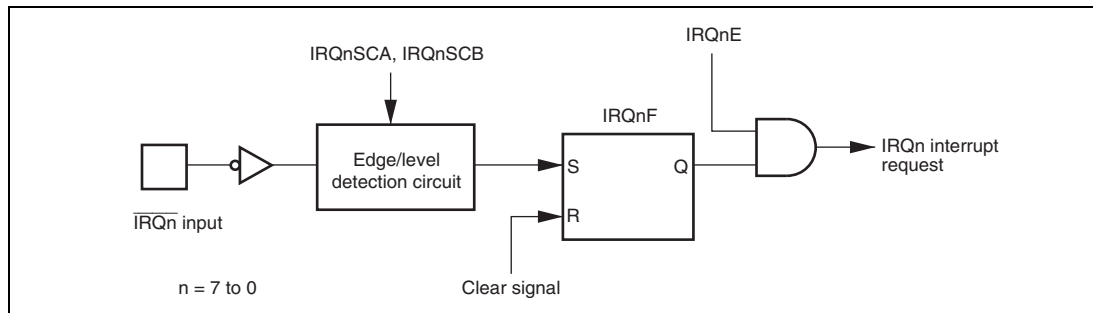 IRQnE
IRQnSCA, IRQnSCB
IRQnF
Edge/level
detection circuit
S
Q
IRQn interrupt
request
R
IRQn input
n = 7 to 0
Clear signal